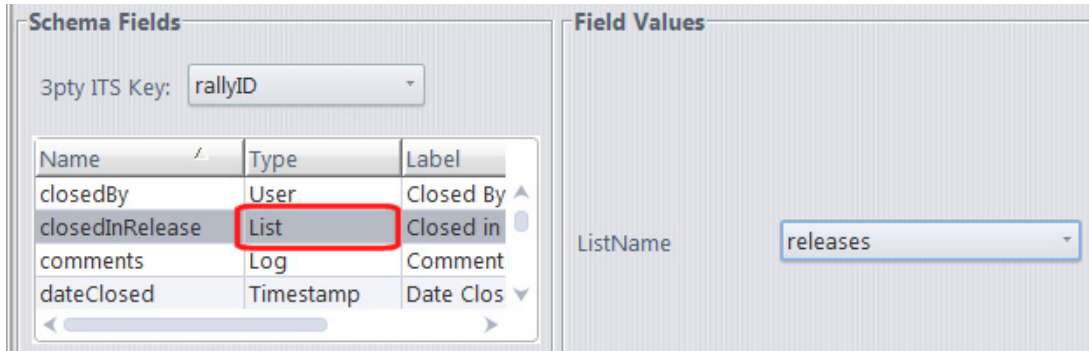 Schema Fields
3pty ITS Key: rallyID
Name Type Label
closedBy User Closed By
closedInRelease List Closed in
comments Log Comment
dateClosed Timestamp Date Clos
Field Values
ListName releases